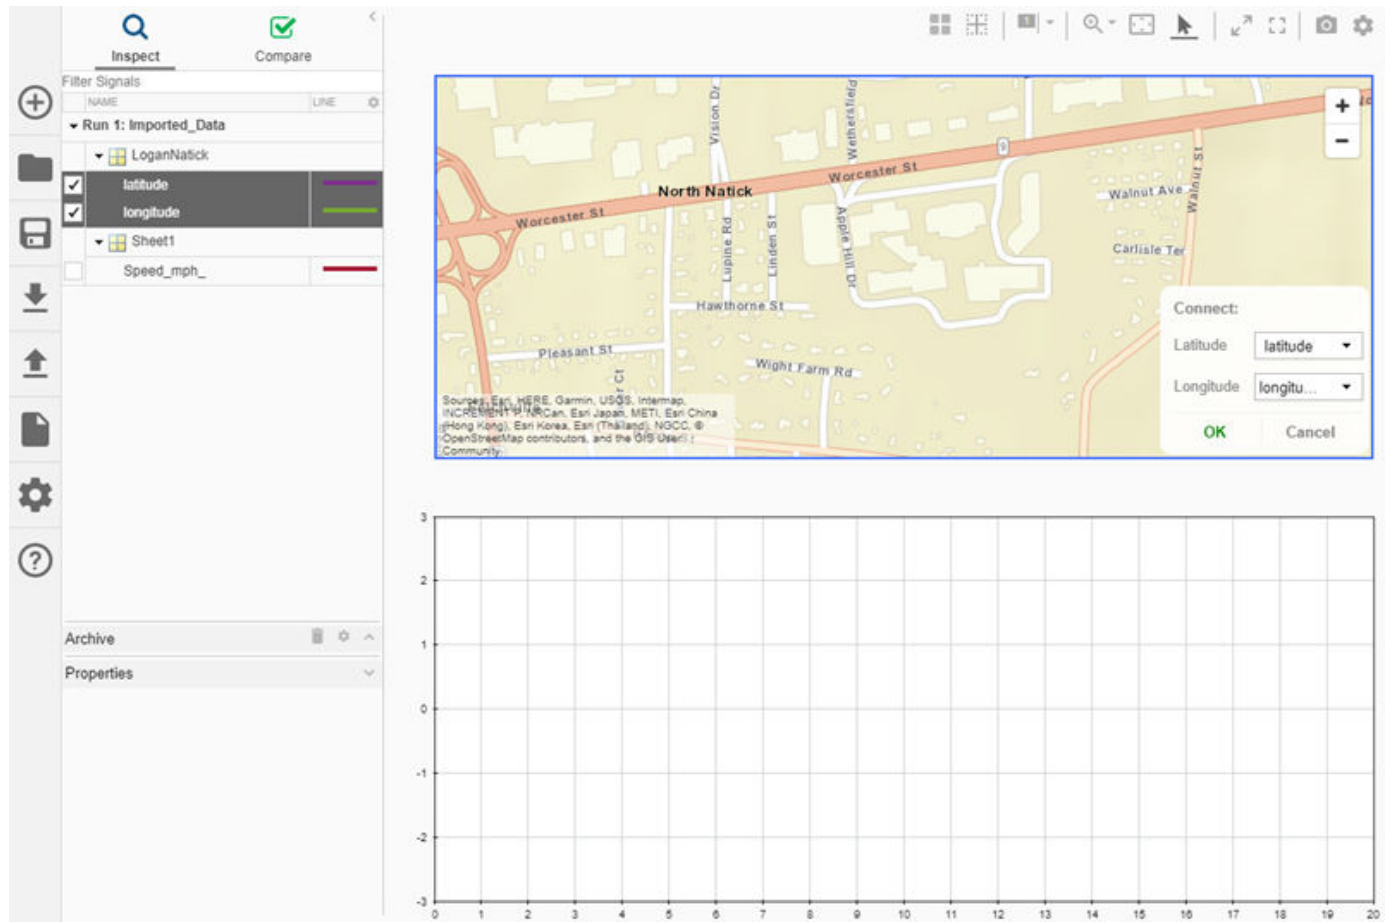 Inspect
Compare
Filter Signals
NAME
LINE
Run 1: Imported_Data
LoganNatick
latitude
longitude
Sheet1
Speed_mph_
Archive
Properties
1
+
−
Vision Dr
Wethersfield
9
Worcester St
North Natick
Worcester St
Walnut Ave
Walnut St
Lupine Rd
Linden St
Apple Hill Dr
Carlisle Ter
Hawthorne St
Pleasant St
Wight Farm Rd
Sources: Esri, HERE, Garmin, USGS, Intermap,
INCREMENT P, NRCan, Esri Japan, METI, Esri China
(Hong Kong), Esri Korea, Esri (Thailand), NGCC, ©
OpenStreetMap contributors, and the GIS User
Community
Connect:
Latitude latitude
Longitude longitu...
OK Cancel
3
2
1
0
-1
-2
-3
0 1 2 3 4 5 6 7 8 9 10 11 12 13 14 15 16 17 18 19 20